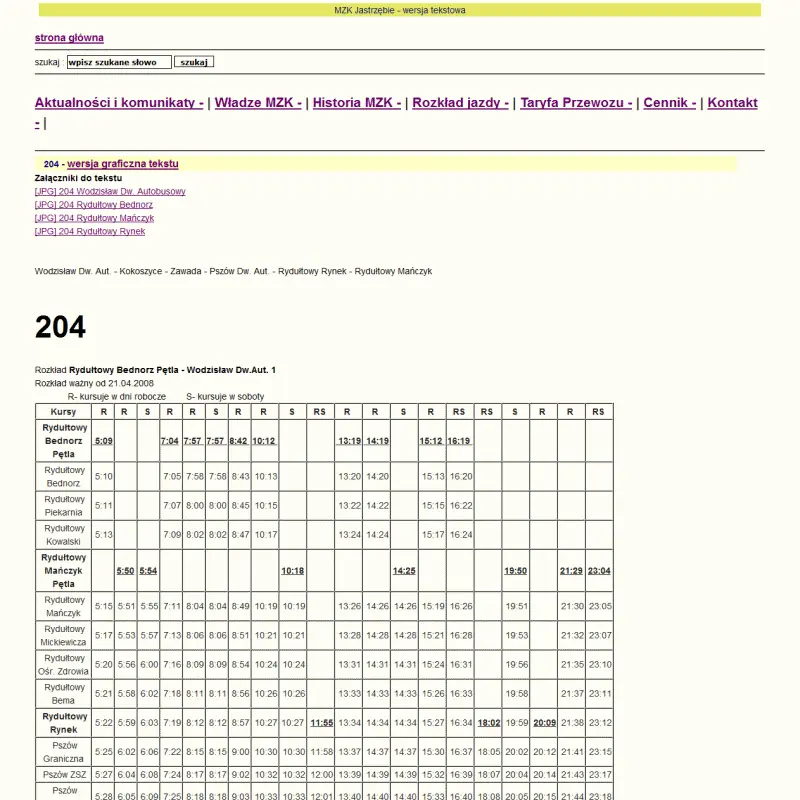 MZK Jastrzębie - wersja tekstowa
strona główna
szukaj : wpisz szukane słowo szukaj
Aktualności i komunikaty - | Władze MZK - | Historia MZK - | Rozkład jazdy - | Taryfa Przewozu - | Cennik - | Kontakt
- |
204 - wersja graficzna tekstu
Załączniki do tekstu
[JPG] 204 Wodzisław Dw. Autobusowy
[JPG] 204 Rydułtowy Bednorz
[JPG] 204 Rydułtowy Mańczyk
[JPG] 204 Rydułtowy Rynek
Wodzisław Dw. Aut. - Kokoszyce - Zawada - Pszów Dw. Aut. - Rydułtowy Rynek - Rydułtowy Mańczyk
204
Rozkład Rydułtowy Bednorz Pętla - Wodzisław Dw.Aut. 1
Rozkład ważny od 21.04.2008
R- kursuje w dni robocze S- kursuje w soboty
Kursy R R S R R S R R S RS R R S R RS RS S R R RS
Rydułtowy
Bednorz 5:09 7:04 7:57 7:57 8:42 10:12 13:19 14:19 15:12 16:19
Pętla
Rydułtowy
Bednorz
5:10 7:05 7:58 7:58 8:43 10:13 13:20 14:20 15:13 16:20
Rydułtowy
Piekarnia
5:11 7:07 8:00 8:00 8:45 10:15 13:22 14:22 15:15 16:22
Rydułtowy
Kowalski
5:13 7:09 8:02 8:02 8:47 10:17 13:24 14:24 15:17 16:24
Rydułtowy
Mańczyk 5:50 5:54 10:18 14:25 19:50 21:29 23:04
Pętla
Rydułtowy
Mańczyk
5:15 5:51 5:55 7:11 8:04 8:04 8:49 10:19 10:19 13:26 14:26 14:26 15:19 16:26 19:51 21:30 23:05
Rydułtowy
Mickiewicza
5:17 5:53 5:57 7:13 8:06 8:06 8:51 10:21 10:21 13:28 14:28 14:28 15:21 16:28 19:53 21:32 23:07
Rydułtowy
Ośr. Zdrowia
5:20 5:56 6:00 7:16 8:09 8:09 8:54 10:24 10:24 13:31 14:31 14:31 15:24 16:31 19:56 21:35 23:10
Rydułtowy
Bema
5:21 5:58 6:02 7:18 8:11 8:11 8:56 10:26 10:26 13:33 14:33 14:33 15:26 16:33 19:58 21:37 23:11
Rydułtowy
Rynek
5:22 5:59 6:03 7:19 8:12 8:12 8:57 10:27 10:27 11:55 13:34 14:34 14:34 15:27 16:34 18:02 19:59 20:09 21:38 23:12
Pszów
Graniczna
5:25 6:02 6:06 7:22 8:15 8:15 9:00 10:30 10:30 11:58 13:37 14:37 14:37 15:30 16:37 18:05 20:02 20:12 21:41 23:15
Pszów ZSZ 5:27 6:04 6:08 7:24 8:17 8:17 9:02 10:32 10:32 12:00 13:39 14:39 14:39 15:32 16:39 18:07 20:04 20:14 21:43 23:17
Pszów
5:28 6:05 6:09 7:25 8:18 8:18 9:03 10:33 10:33 12:01 13:40 14:40 14:40 15:33 16:40 18:08 20:05 20:15 21:44 23:18